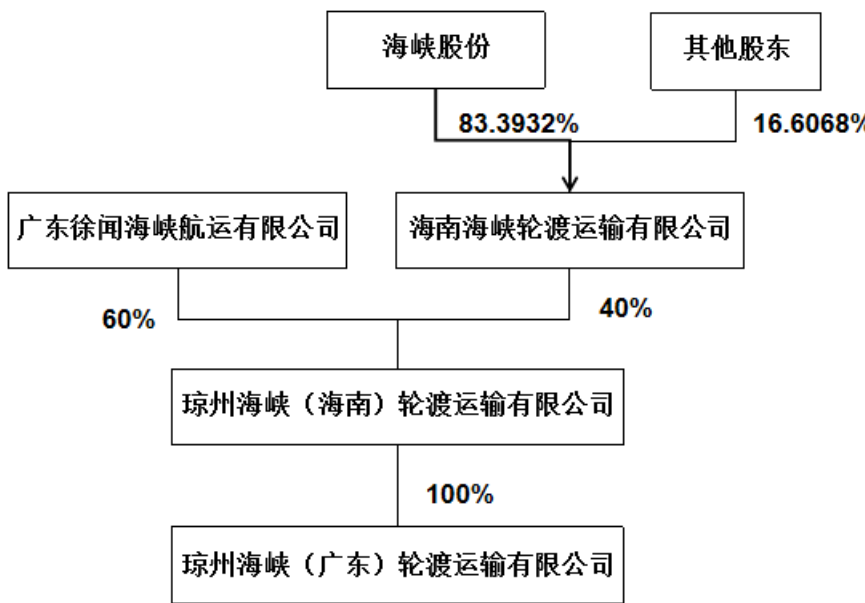 海峡股份
其他股东
83.3932%
16.6068%
广东徐闻海峡航运有限公司
海南海峡轮渡运输有限公司
60%
40%
琼州海峡（海南）轮渡运输有限公司
100%
琼州海峡（广东）轮渡运输有限公司